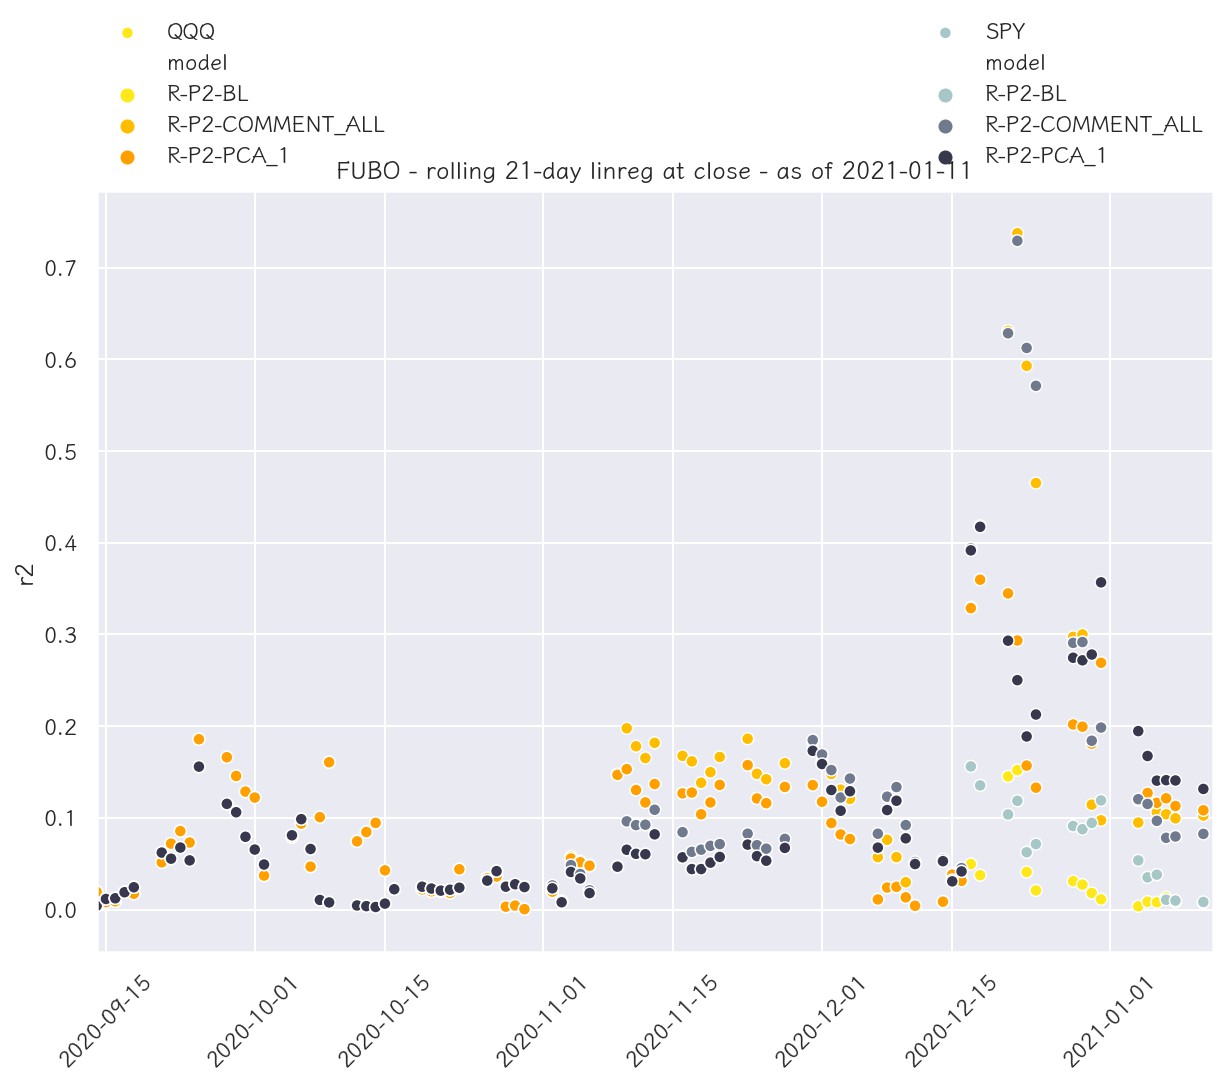 QQQ
model
R-P2-BL
R-P2-COMMENT_ALL
R-P2-PCA_1
SPY
model
R-P2-BL
R-P2-COMMENT_ALL
R-P2-PCA_1
FUBO - rolling 21-day linreg at close - as of 2021-01-11
r2
0.7
0.6
0.5
0.4
0.3
0.2
0.1
0.0
2020-09-15
2020-10-01
2020-10-15
2020-11-01
2020-11-15
2020-12-01
2020-12-15
2021-01-01